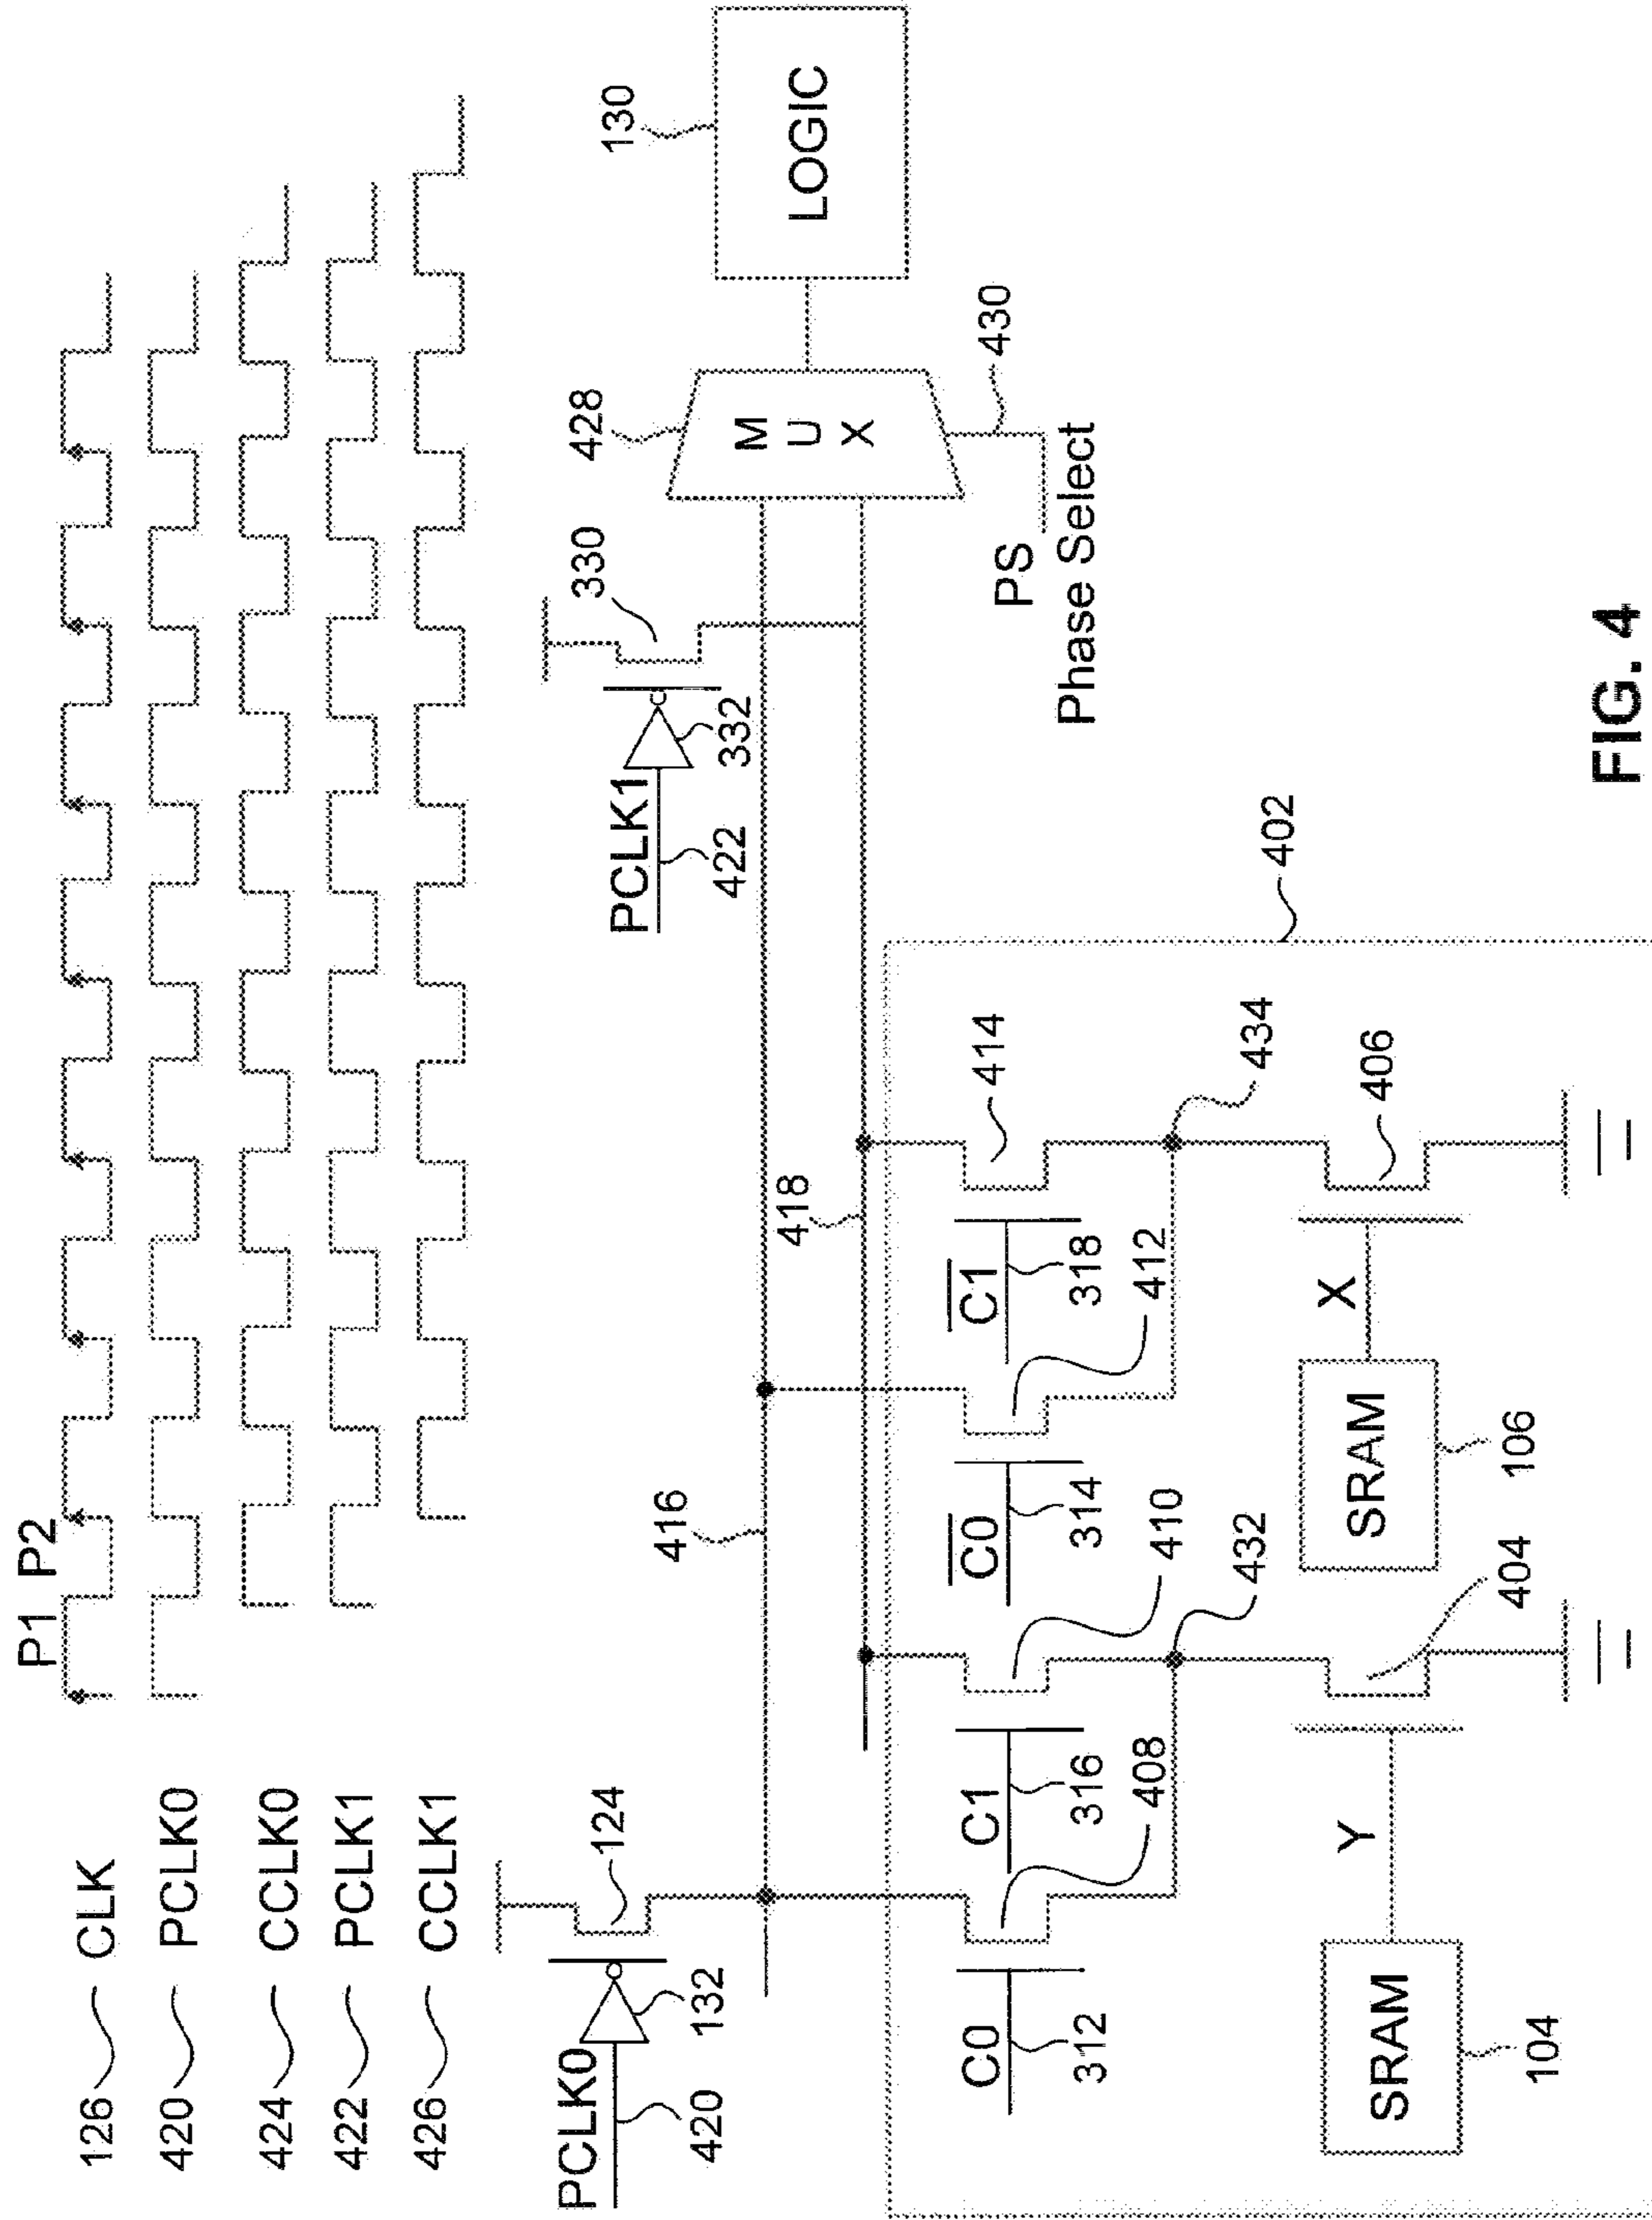 P1 P2
126 CLK
420 PCLK0
424 CCLK0
422 PCLK1
426 CCLK1
PCLK0
420
132
124
416
418
PCLK1
422
332
330
428
M
U
X
130
LOGIC
430
PS
Phase Select
402
C0
312
408
C1
316
410
C0
314
412
C1
318
414
432
434
Y
404
X
406
SRAM
104
SRAM
106
FIG. 4